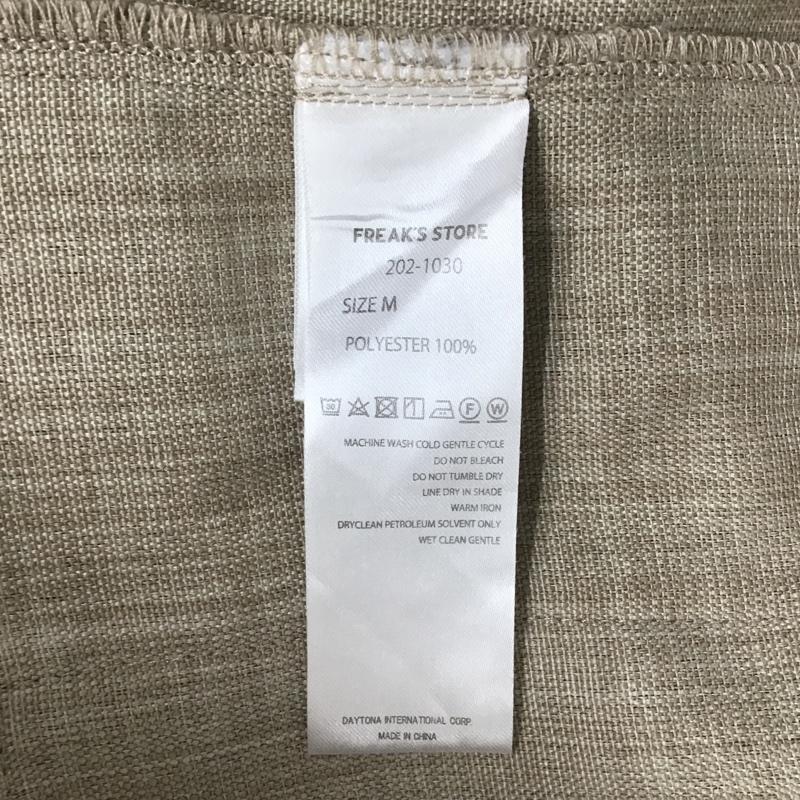 FREAK'S STORE
202-1030
SIZE M
POLYESTER 100%
30 F W
MACHINE WASH COLD GENTLE CYCLE
DO NOT BLEACH
DO NOT TUMBLE DRY
LINE DRY IN SHADE
WARM IRON
DRYCLEAN PETROLEUM SOLVENT ONLY
WET CLEAN GENTLE
DAYTONA INTERNATIONAL CORP.
MADE IN CHINA